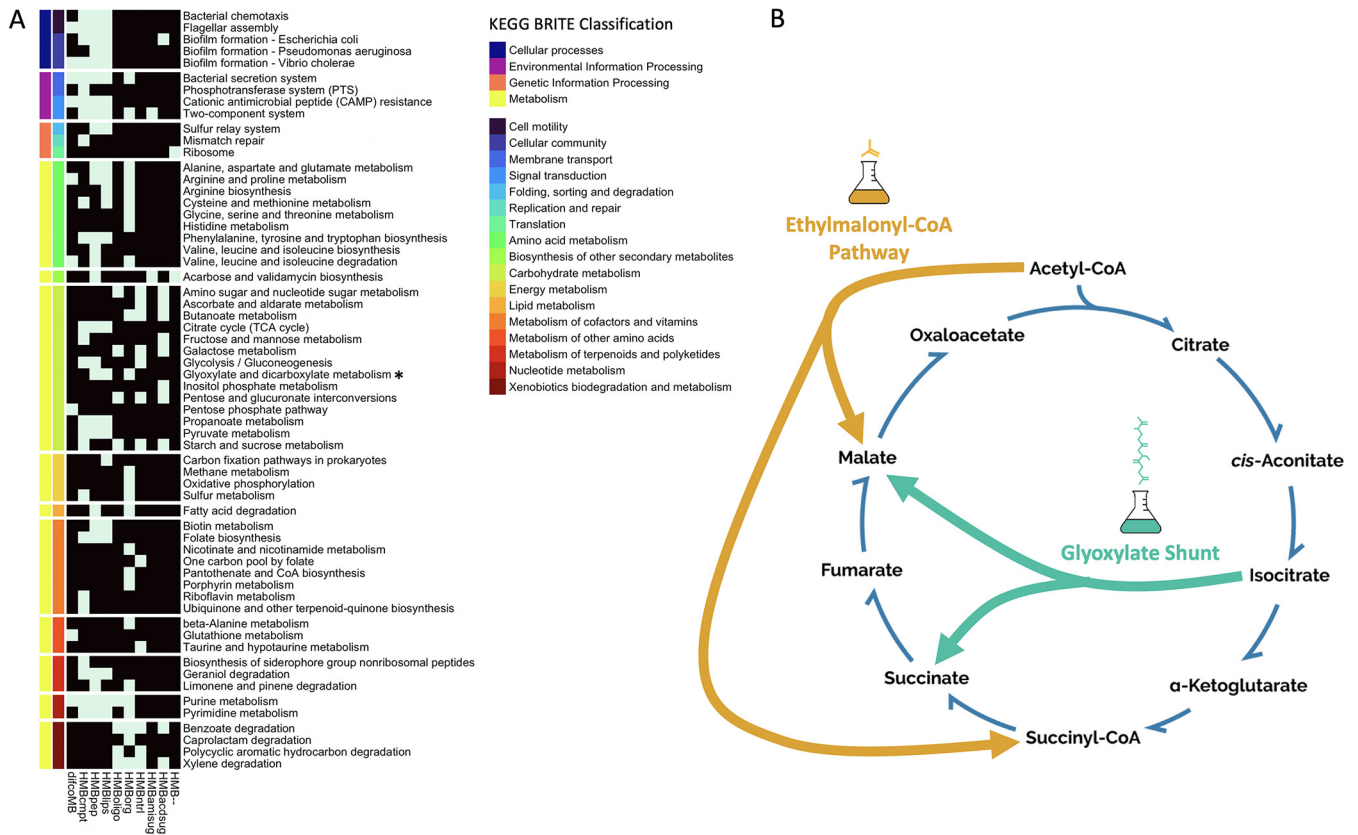 A
Bacterial chemotaxis
Flagellar assembly
Biofilm formation - Escherichia coli
Biofilm formation - Pseudomonas aeruginosa
Biofilm formation - Vibrio cholerae
Bacterial secretion system
Phosphotransferase system (PTS)
Cationic antimicrobial peptide (CAMP) resistance
Two-component system
Sulfur relay system
Mismatch repair
Ribosome
Alanine, aspartate and glutamate metabolism
Arginine and proline metabolism
Arginine biosynthesis
Cysteine and methionine metabolism
Glycine, serine and threonine metabolism
Histidine metabolism
Phenylalanine, tyrosine and tryptophan biosynthesis
Valine, leucine and isoleucine biosynthesis
Valine, leucine and isoleucine degradation
Acarbose and validamycin biosynthesis
Amino sugar and nucleotide sugar metabolism
Ascorbate and aldarate metabolism
Butanoate metabolism
Citrate cycle (TCA cycle)
Fructose and mannose metabolism
Galactose metabolism
Glycolysis / Gluconeogenesis
Glyoxylate and dicarboxylate metabolism *
Inositol phosphate metabolism
Pentose and glucuronate interconversions
Pentose phosphate pathway
Propanoate metabolism
Pyruvate metabolism
Starch and sucrose metabolism
Carbon fixation pathways in prokaryotes
Methane metabolism
Oxidative phosphorylation
Sulfur metabolism
Fatty acid degradation
Biotin metabolism
Folate biosynthesis
Nicotinate and nicotinamide metabolism
One carbon pool by folate
Pantothenate and CoA biosynthesis
Porphyrin metabolism
Riboflavin metabolism
Ubiquinone and other terpenoid-quinone biosynthesis
beta-Alanine metabolism
Glutathione metabolism
Taurine and hypotaurine metabolism
Biosynthesis of siderophore group nonribosomal peptides
Geraniol degradation
Limonene and pinene degradation
Purine metabolism
Pyrimidine metabolism
Benzoate degradation
Caprolactam degradation
Polycyclic aromatic hydrocarbon degradation
Xylene degradation
difcoMB
HMBcmpt
HMBpep
HMBlips
HMBoligo
HMBorg
HMBntrl
HMBamisug
HMBacdsug
HMB--
KEGG BRITE Classification
Cellular processes
Environmental Information Processing
Genetic Information Processing
Metabolism
Cell motility
Cellular community
Membrane transport
Signal transduction
Folding, sorting and degradation
Replication and repair
Translation
Amino acid metabolism
Biosynthesis of other secondary metabolites
Carbohydrate metabolism
Energy metabolism
Lipid metabolism
Metabolism of cofactors and vitamins
Metabolism of other amino acids
Metabolism of terpenoids and polyketides
Nucleotide metabolism
Xenobiotics biodegradation and metabolism
B
Ethylmalonyl-CoA
Pathway
Acetyl-CoA
Oxaloacetate
Citrate
Malate
cis-Aconitate
Glyoxylate Shunt
Fumarate
Isocitrate
Succinate
α-Ketoglutarate
Succinyl-CoA